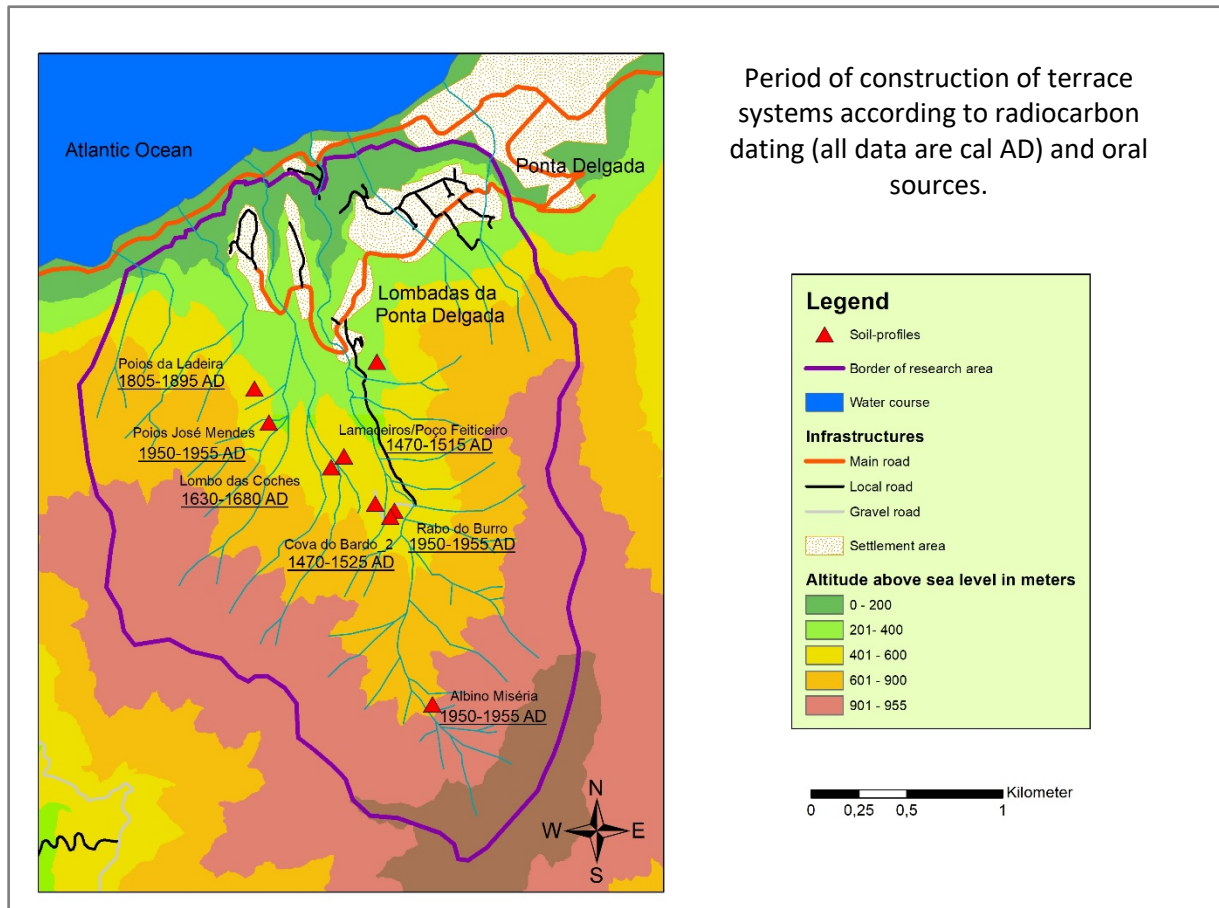 Period of construction of terrace
systems according to radiocarbon
dating (all data are cal AD) and oral
sources.
Atlantic Ocean
Ponta Delgada
Lombadas da
Ponta Delgada
Poios da Ladeira
1805-1895 AD
Poios José Mendes
1950-1955 AD
Lamaceiros/Poço Feiticeiro
1470-1515 AD
Lombo das Coches
1630-1680 AD
Rabo do Burro
1950-1955 AD
Cova do Bardo_2
1470-1525 AD
Albino Miséria
1950-1955 AD
N
W
E
S
Legend
Soil-profiles
Border of research area
Water course
Infrastructures
Main road
Local road
Gravel road
Settlement area
Altitude above sea level in meters
0 - 200
201- 400
401 - 600
601 - 900
901 - 955
Kilometer
0 0,25 0,5 1